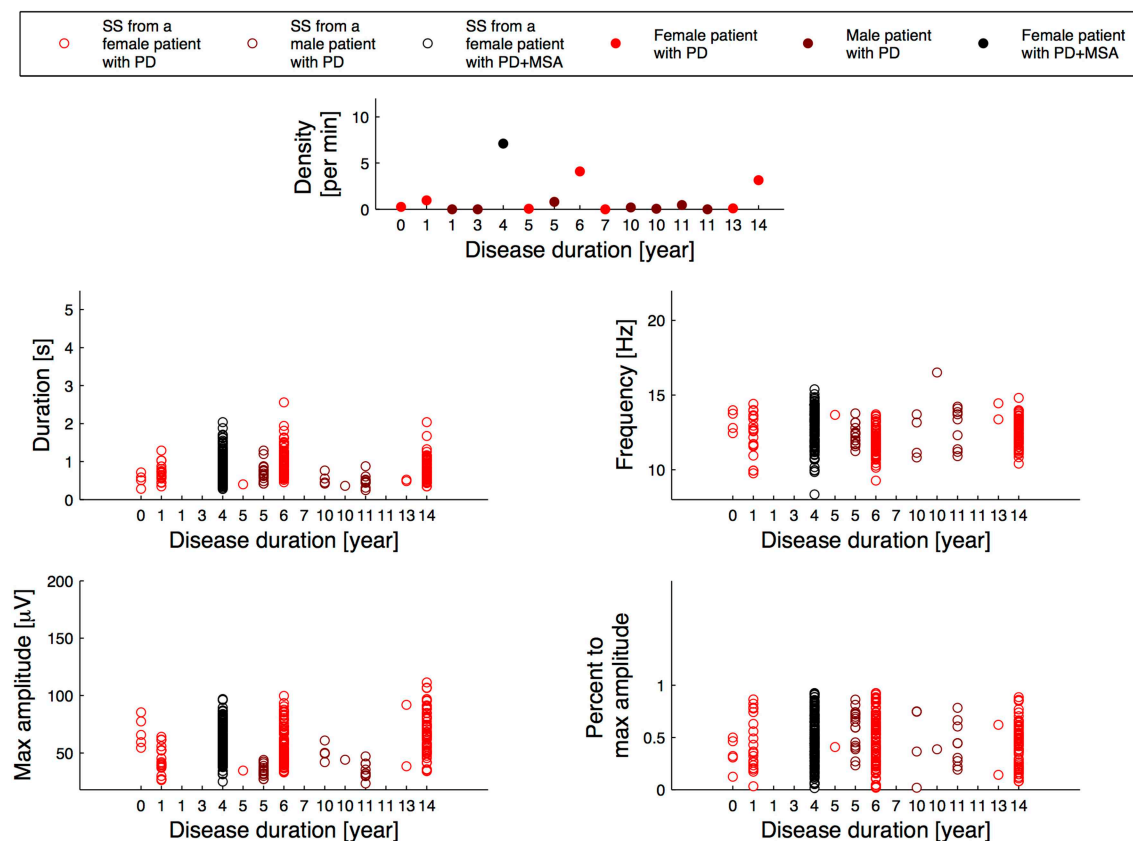 SS from a
female patient
with PD
SS from a
male patient
with PD
SS from a
female patient
with PD+MSA
Female patient
with PD
Male patient
with PD
Female patient
with PD+MSA
Density
[per min]
10
5
0
0 1 1 3 4 5 5 6 7 10 10 11 11 13 14
Disease duration [year]
Duration [s]
5
4
3
2
1
0
0 1 1 3 4 5 5 6 7 10 10 11 11 13 14
Disease duration [year]
Frequency [Hz]
20
15
10
0 1 1 3 4 5 5 6 7 10 10 11 11 13 14
Disease duration [year]
Max amplitude [µV]
200
150
100
50
0 1 1 3 4 5 5 6 7 10 10 11 11 13 14
Disease duration [year]
Percent to
max amplitude
1
0.5
0
0 1 1 3 4 5 5 6 7 10 10 11 11 13 14
Disease duration [year]